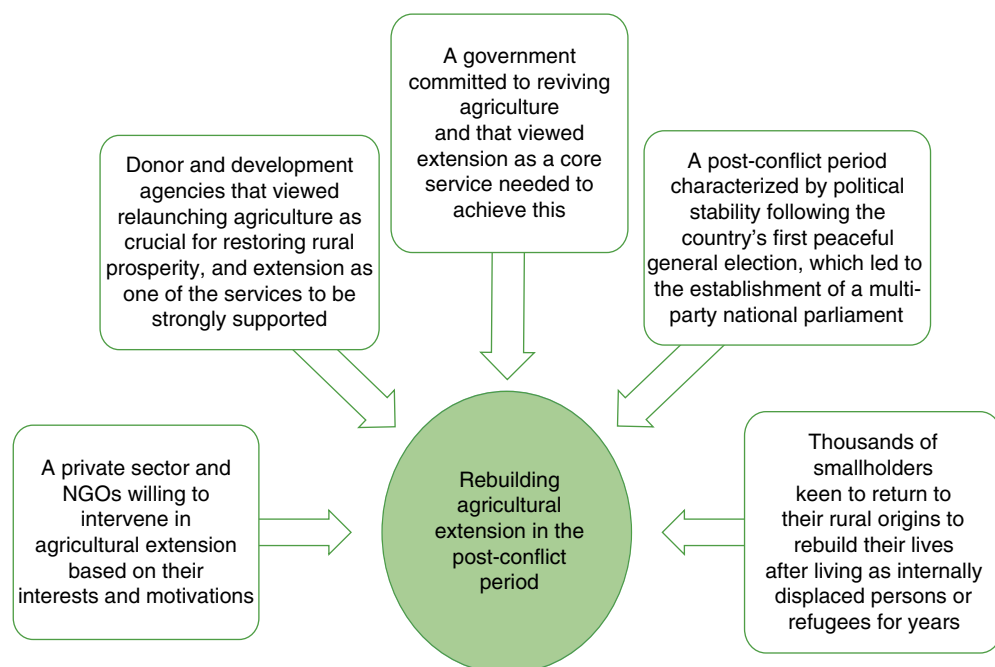 A government
committed to reviving
agriculture
and that viewed
extension as a core
service needed to
achieve this
Donor and development
agencies that viewed
relaunching agriculture as
crucial for restoring rural
prosperity, and extension as
one of the services to be
strongly supported
A post-conflict period
characterized by political
stability following the
country’s first peaceful
general election, which led to
the establishment of a multi-
party national parliament
A private sector and
NGOs willing to
intervene in
agricultural extension
based on their
interests and motivations
Rebuilding
agricultural
extension in the
post-conflict
period
Thousands of
smallholders
keen to return to
their rural origins to
rebuild their lives
after living as internally
displaced persons or
refugees for years